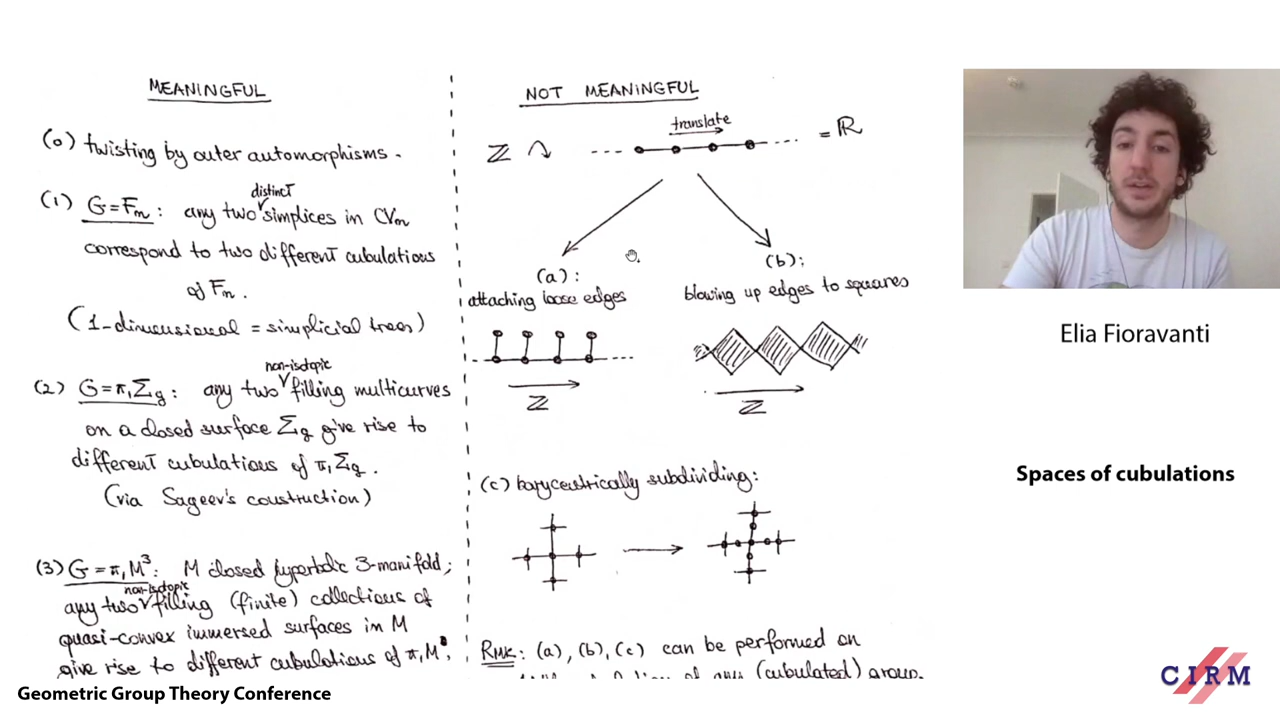 MEANINGFUL
(0) twisting by outer automorphisms.
(1) G=Fₙ: any two distinct simplices in CVₙ
correspond to two different cubulations
of Fₙ.
(1-dimensional = simplicial trees)
(2) G=π₁Σg: any two non-isotopic filling multicurves
on a closed surface Σg give rise to
different cubulations of π₁Σg.
(via Sageev's construction)
(3) G=π₁M³: M closed hyperbolic 3-manifold;
any two non-isotopic filling (finite) collections of
quasi-convex immersed surfaces in M
give rise to different cubulations of π₁M³;
NOT MEANINGFUL
translate
ℤ ↷ = ℝ
(a):
attaching loose edges
ℤ
(b):
blowing up edges to squares
ℤ
(c) barycentrically subdividing:
RMK: (a), (b), (c) can be performed on
of any (cubulated) group.
Elia Fioravanti
Spaces of cubulations
Geometric Group Theory Conference
CIRM